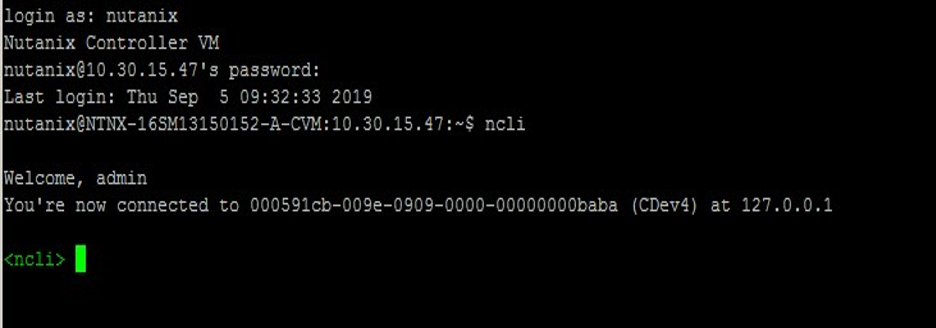 login as: nutanix
Nutanix Controller VM
nutanix@10.30.15.47's password:
Last login: Thu Sep  5 09:32:33 2019
nutanix@NTNX-16SM13150152-A-CVM:10.30.15.47:~$ ncli
Welcome, admin
You're now connected to 000591cb-009e-0909-0000-00000000baba (CDev4) at 127.0.0.1
<ncli>